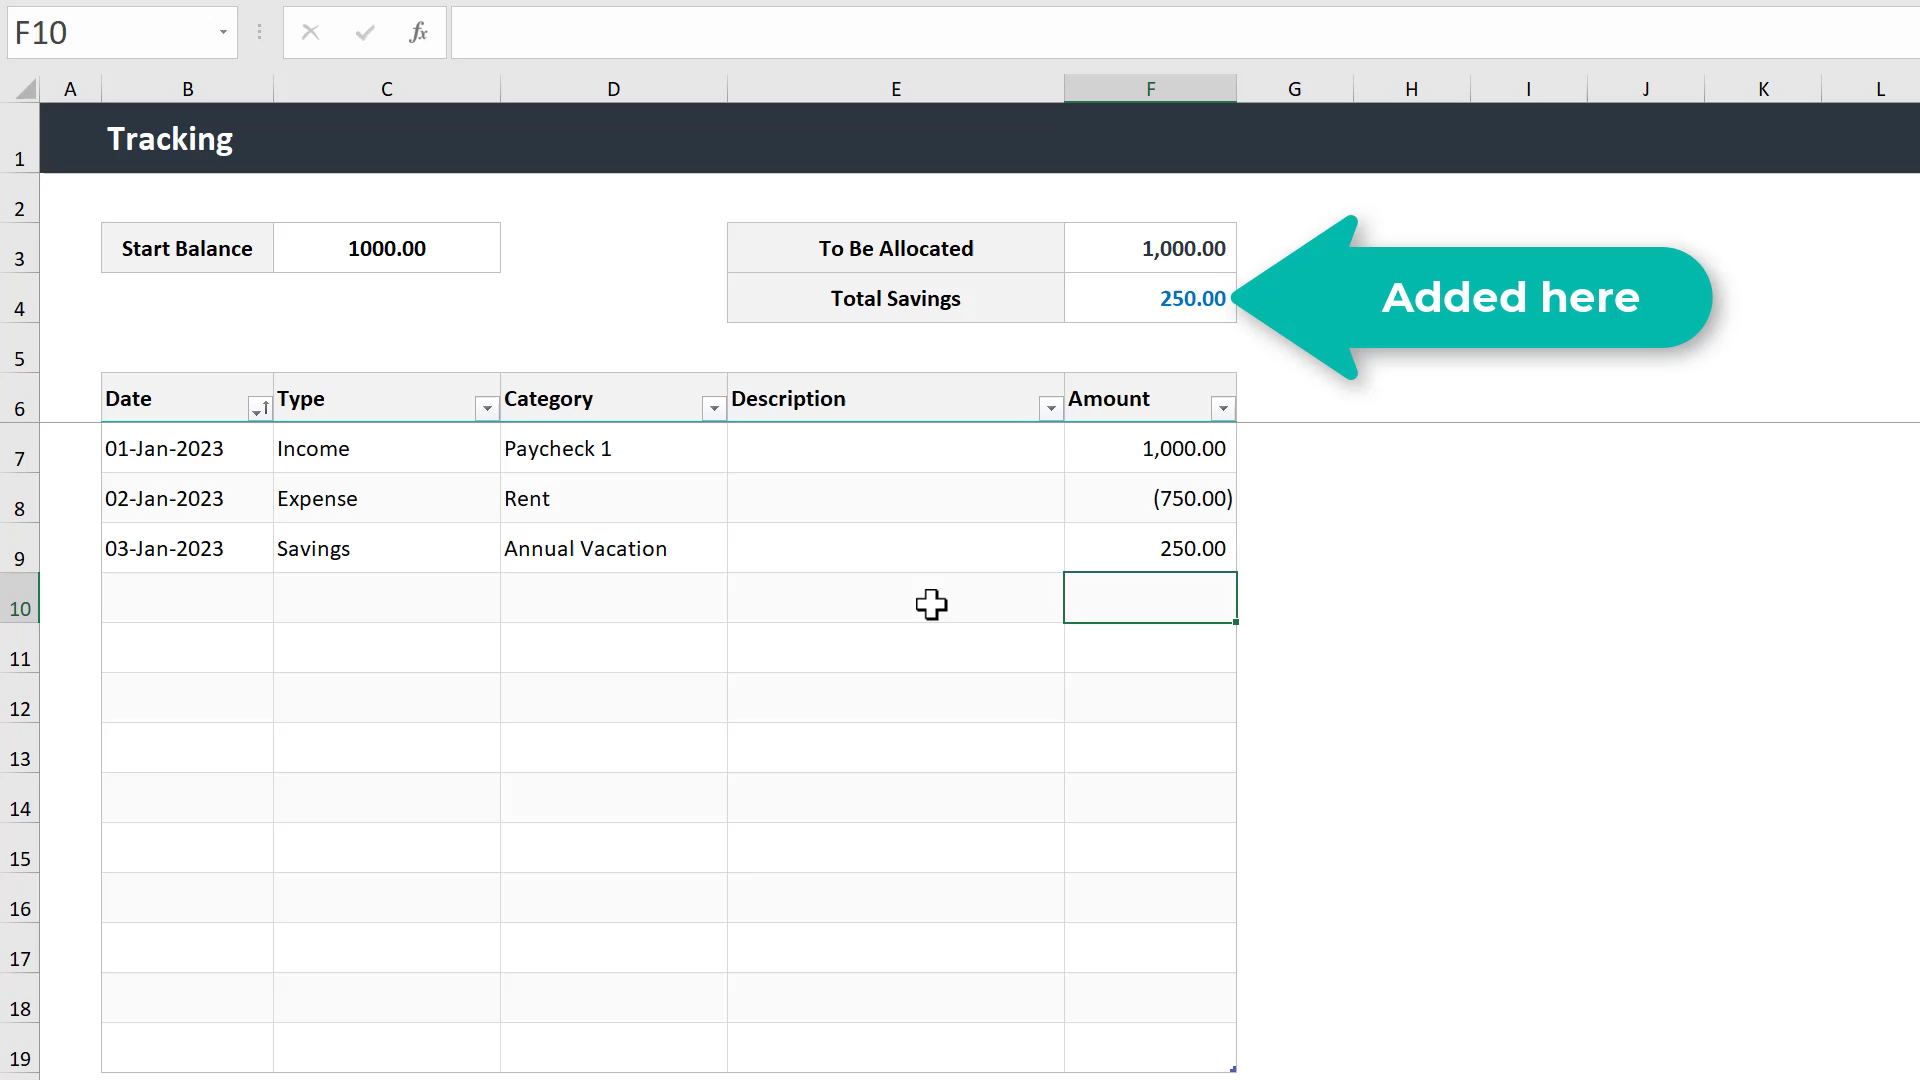 F10
fx
A B C D E F G H I J K L
1 Tracking
2
3 Start Balance 1000.00 To Be Allocated 1,000.00
4 Total Savings 250.00
Added here
5
6 Date Type Category Description Amount
7 01-Jan-2023 Income Paycheck 1 1,000.00
8 02-Jan-2023 Expense Rent (750.00)
9 03-Jan-2023 Savings Annual Vacation 250.00
10
11
12
13
14
15
16
17
18
19